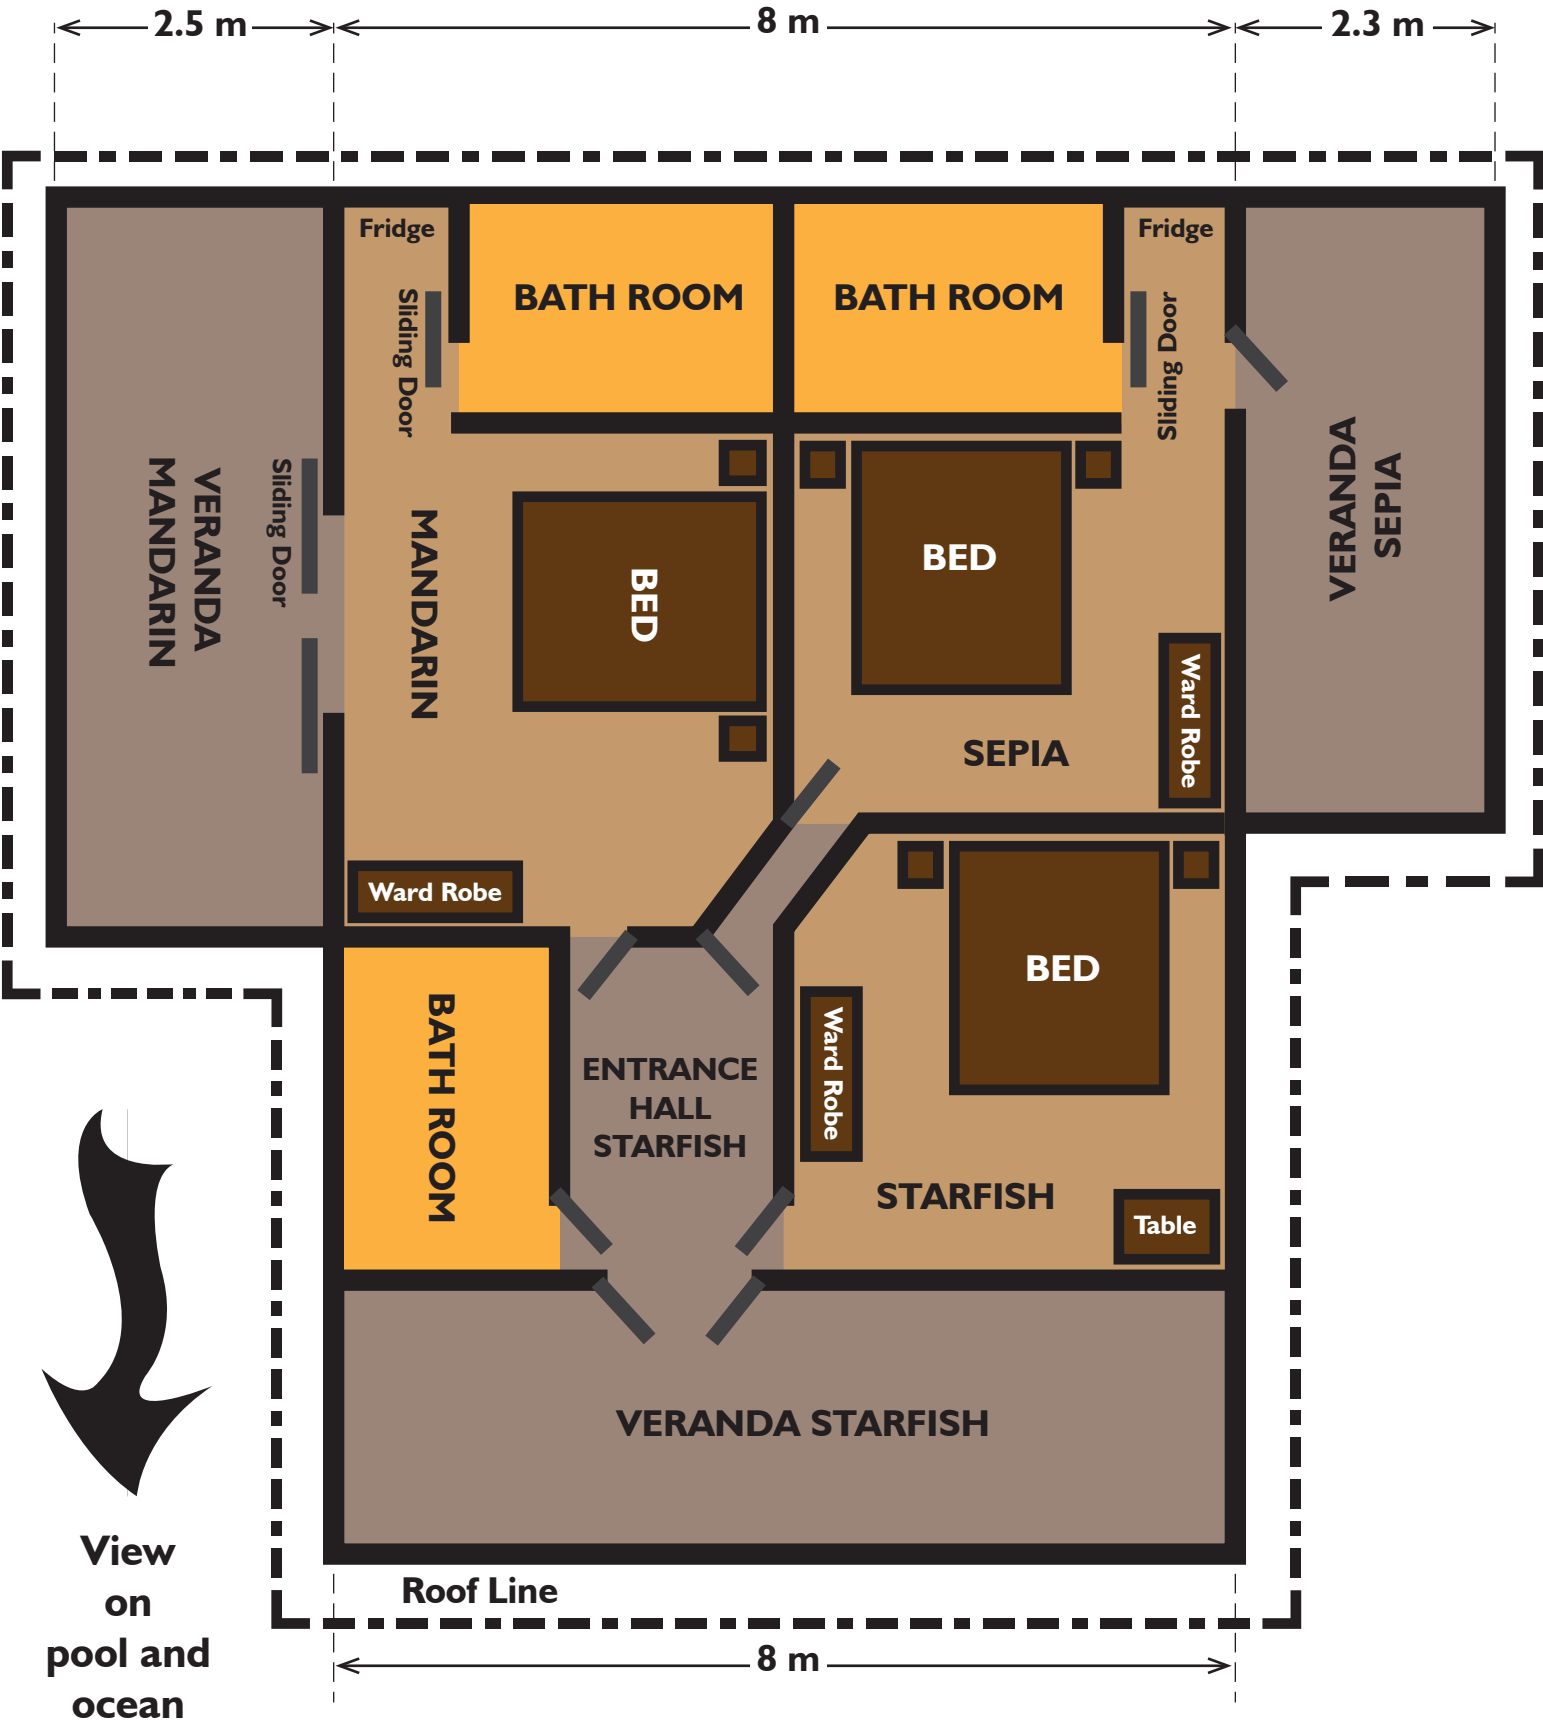 2.5 m
8 m
2.3 m
Fridge
BATH ROOM
BATH ROOM
Fridge
Sliding Door
Sliding Door
VERANDA
MANDARIN
Sliding Door
MANDARIN
BED
BED
VERANDA
SEPIA
Ward Robe
SEPIA
Ward Robe
BED
BATH ROOM
ENTRANCE
HALL
STARFISH
Ward Robe
STARFISH
Table
VERANDA STARFISH
View
on
pool and
ocean
Roof Line
8 m